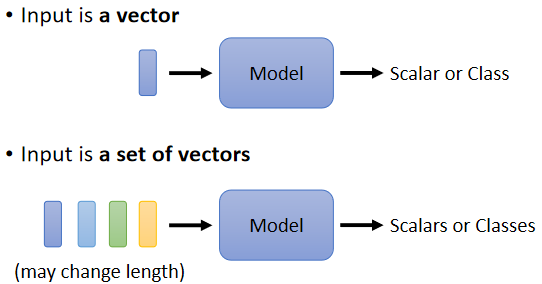 • Input is a vector
Model
Scalar or Class
• Input is a set of vectors
Model
Scalars or Classes
(may change length)